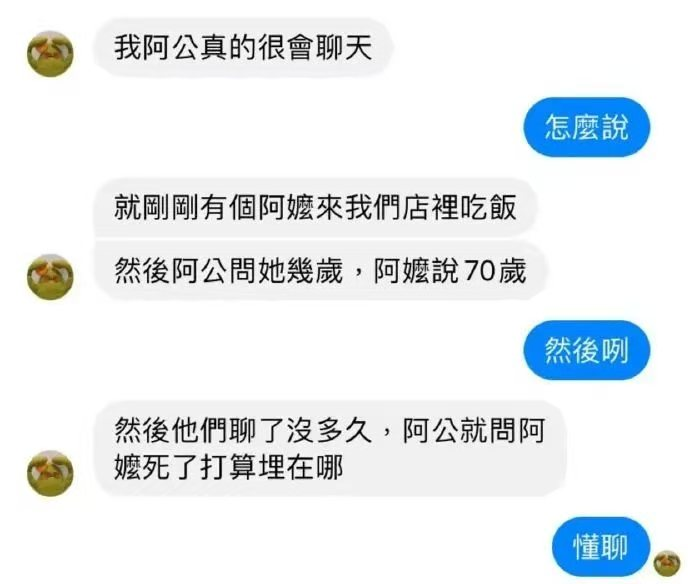 我阿公真的很會聊天
怎麼說
就剛剛有個阿嬤來我們店裡吃飯
然後阿公問她幾歲，阿嬤說70歲
然後咧
然後他們聊了沒多久，阿公就問阿
嬤死了打算埋在哪
懂聊